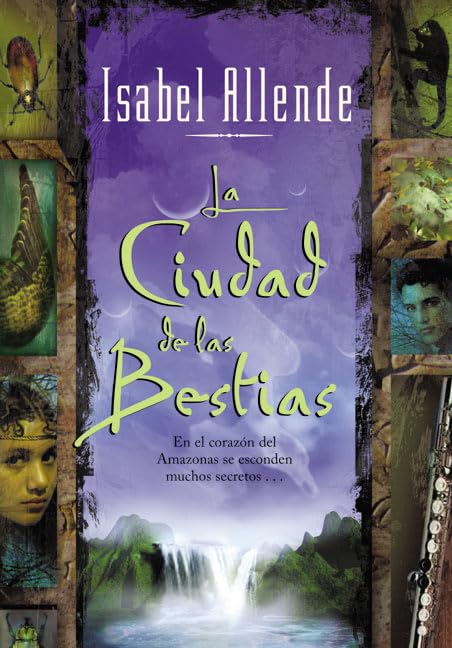 Isabel Allende
La
Ciudad
de las
Bestias
En el corazón del
Amazonas se esconden
muchos secretos . . .